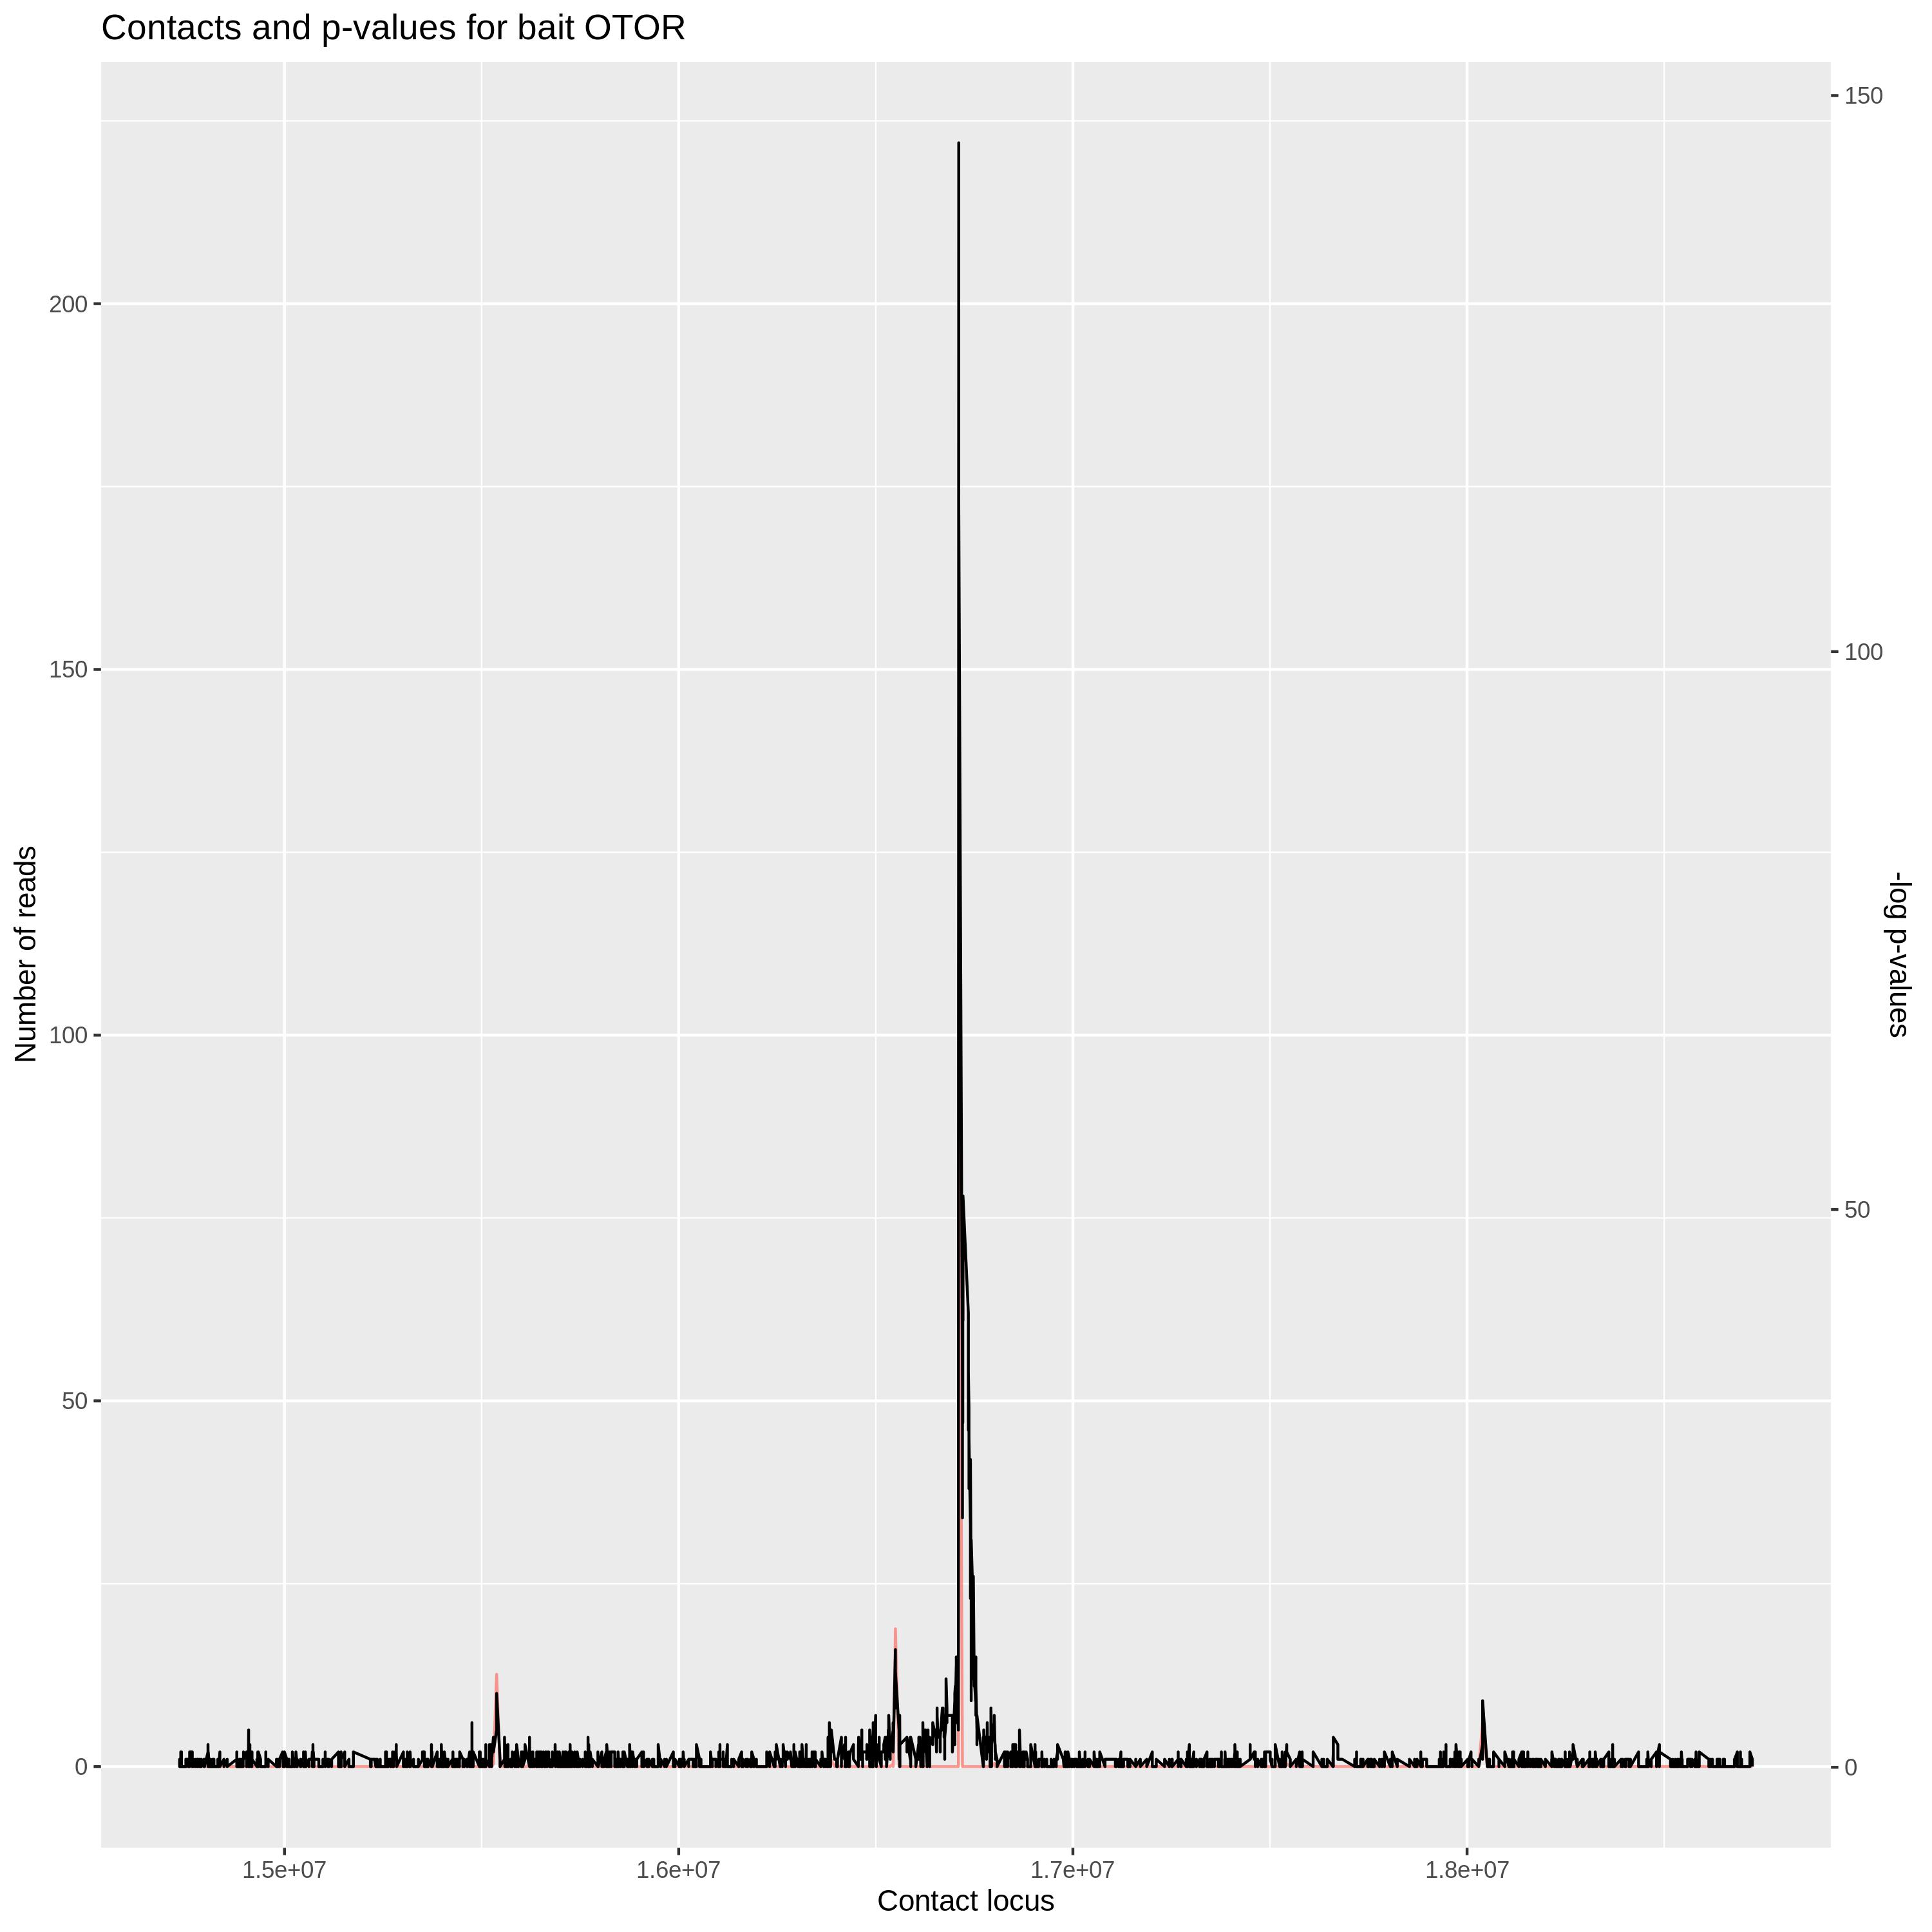 Contacts and p-values for bait OTOR
150
200
150
100
Number of reads
-log p-values
100
50
50
0
0
1.5e+07 1.6e+07 1.7e+07 1.8e+07
Contact locus